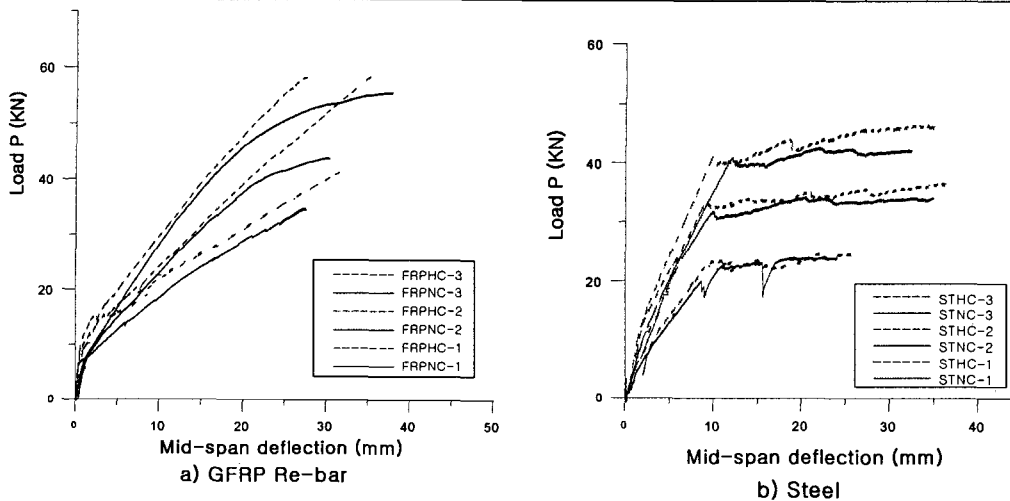 60
40
20
0
Load P (KN)
FRPHC-3
FRPNC-3
FRPHC-2
FRPNC-2
FRPHC-1
FRPNC-1
0 10 20 30 40 50
Mid-span deflection (mm)
a) GFRP Re-bar
60
40
20
0
Load P (KN)
STHC-3
STNC-3
STHC-2
STNC-2
STHC-1
STNC-1
0 10 20 30 40
Mid-span deflection (mm)
b) Steel